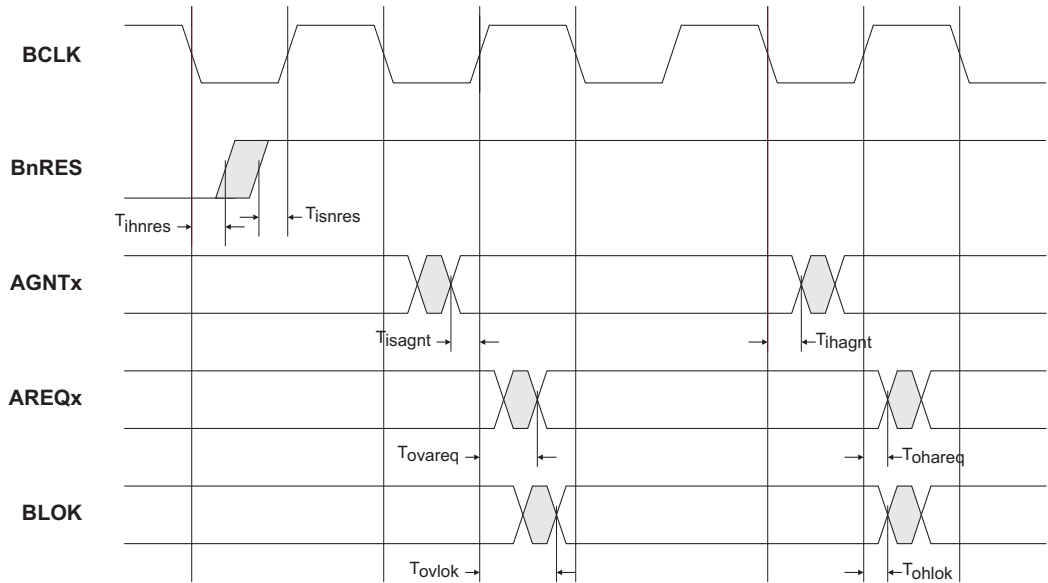 BCLK
BnRES
Tihnres
Tisnres
AGNTx
Tisagnt
Tihagnt
AREQx
Tovareq
Tohareq
BLOK
Tovlok
Tohlok